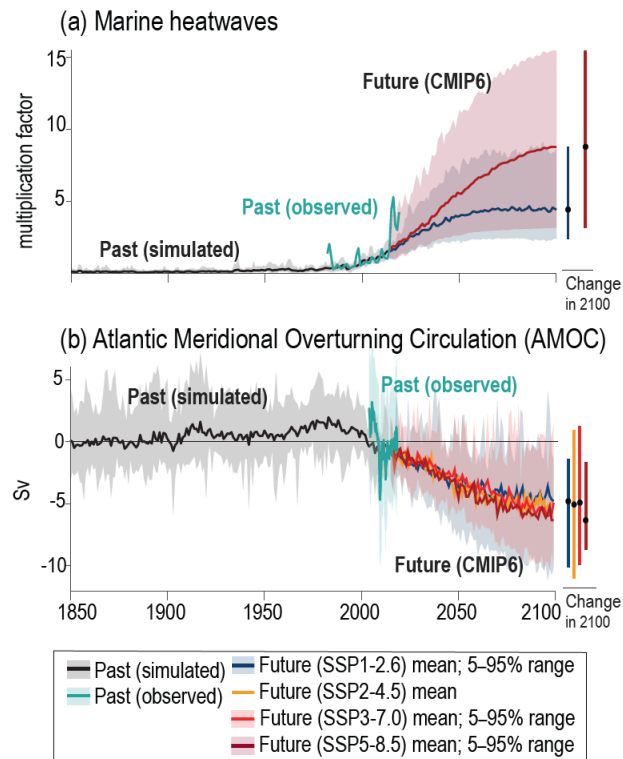 (a) Marine heatwaves
15
10
5
multiplication factor
Future (CMIP6)
Past (observed)
Past (simulated)
Change
in 2100
(b) Atlantic Meridional Overturning Circulation (AMOC)
5
0
-5
-10
Sv
Past (simulated)
Past (observed)
Future (CMIP6)
1850
1900
1950
2000
2050
2100
Change
in 2100
Past (simulated)
Past (observed)
Future (SSP1-2.6) mean; 5–95% range
Future (SSP2-4.5) mean
Future (SSP3-7.0) mean; 5–95% range
Future (SSP5-8.5) mean; 5–95% range